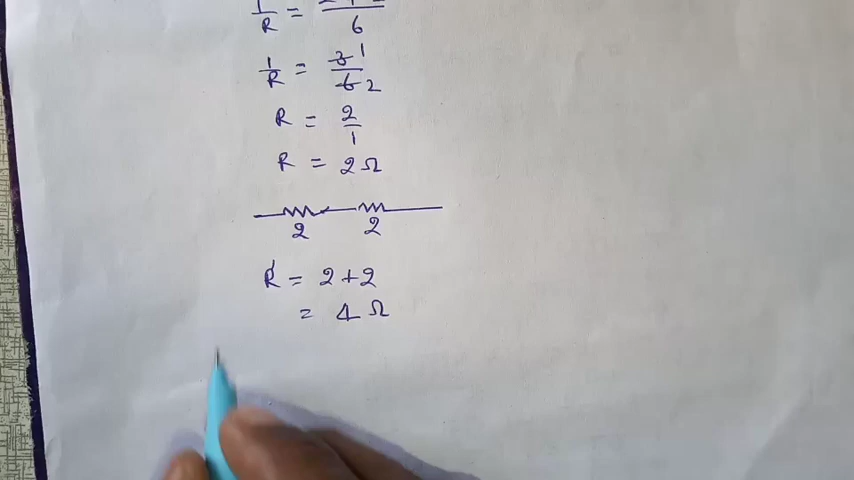 1/R = /6
1/R = 3 1/6 2
R = 2/1
R = 2Ω
2 2
R' = 2+2
= 4 Ω